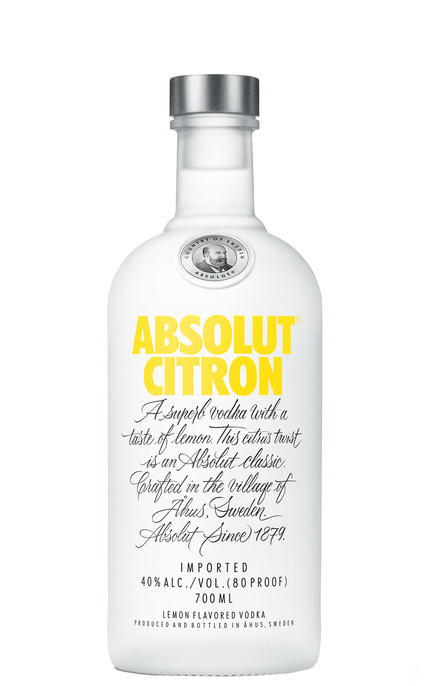 COUNTRY OF SWEDEN
ABSOLUT
ABSOLUT
CITRON
A superb vodka with a
taste of lemon. This citrus twist
is an Absolut classic.
Crafted in the village of
Åhus, Sweden.
Absolut Since 1879.
IMPORTED
40% ALC./VOL. (80 PROOF)
700ML
LEMON FLAVORED VODKA
PRODUCED AND BOTTLED IN ÅHUS, SWEDEN